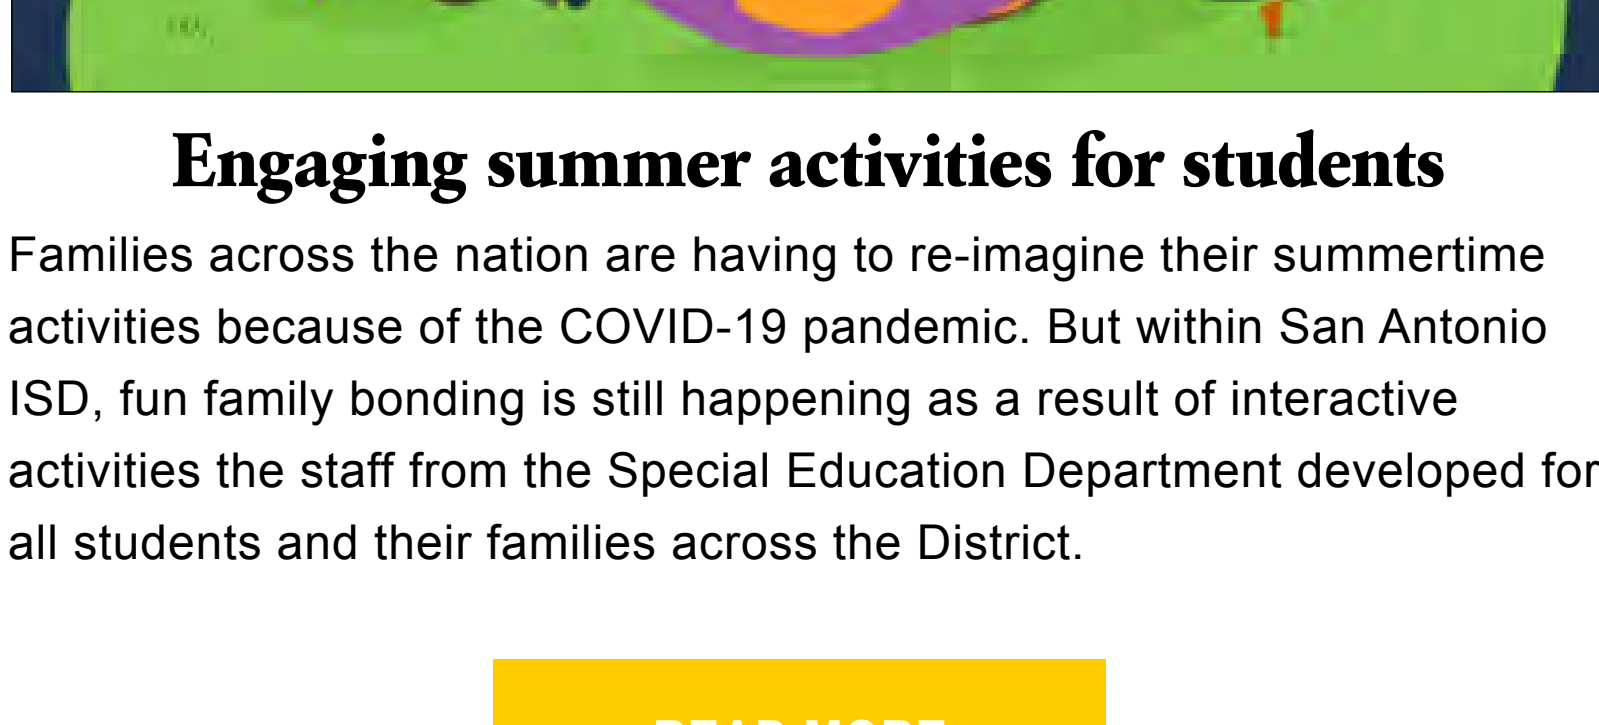 Engaging summer activities for students
Families across the nation are having to re-imagine their summertime
activities because of the COVID-19 pandemic. But within San Antonio
ISD, fun family bonding is still happening as a result of interactive
activities the staff from the Special Education Department developed for
all students and their families across the District.
READ MORE